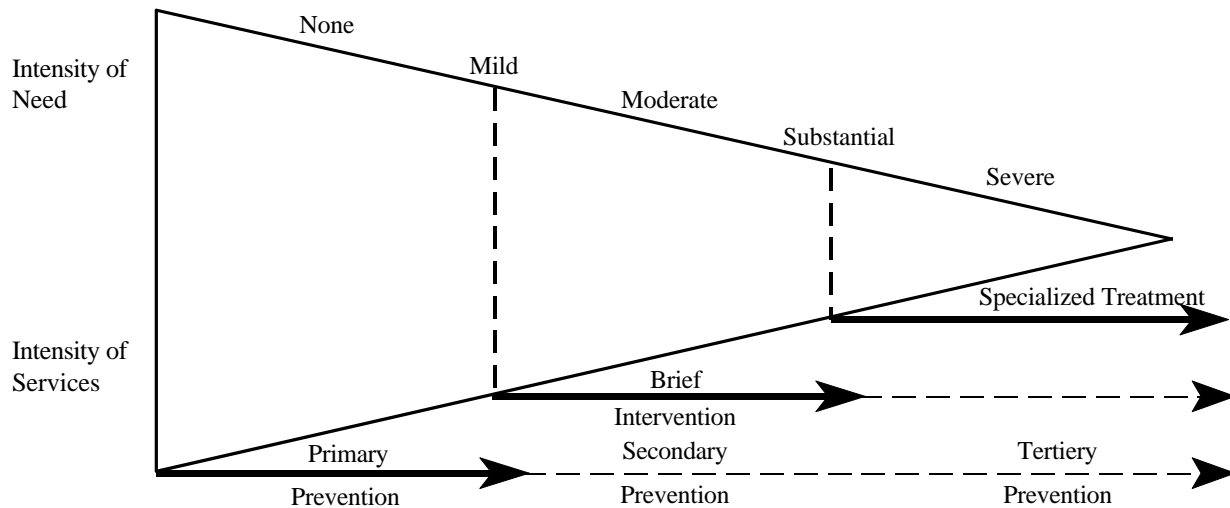 None
Intensity of
Need
Mild
Moderate
Substantial
Severe
Specialized Treatment
Intensity of
Services
Brief
Intervention
Primary
Prevention
Secondary
Prevention
Tertiery
Prevention